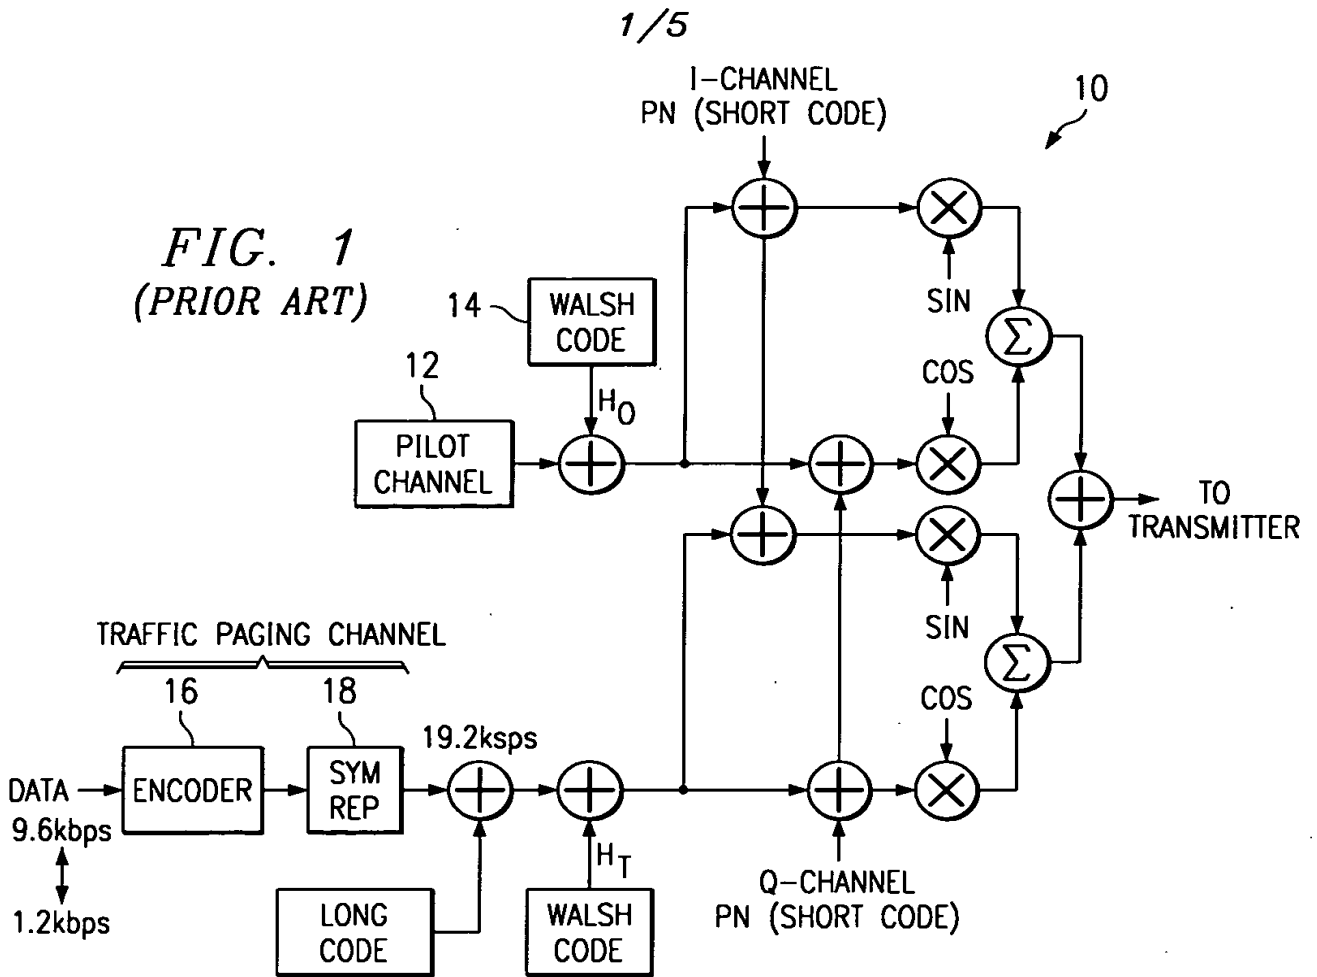 1/5
I-CHANNEL
PN (SHORT CODE)
10
FIG. 1
(PRIOR ART)
14
WALSH
CODE
SIN
Σ
12
H0
COS
PILOT
CHANNEL
TO
TRANSMITTER
SIN
TRAFFIC PAGING CHANNEL
Σ
16
18
COS
19.2ksps
DATA
ENCODER
SYM
REP
9.6kbps
HT
1.2kbps
LONG
CODE
WALSH
CODE
Q-CHANNEL
PN (SHORT CODE)